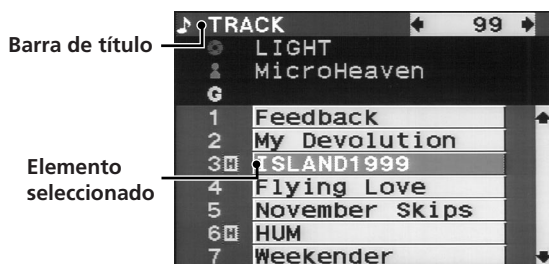 TRACK 99
Barra de título
LIGHT
MicroHeaven
G
1 Feedback
2 My Devolution
3 H ISLAND1999
Elemento
seleccionado
4 Flying Love
5 November Skips
6 H HUM
7 Weekender